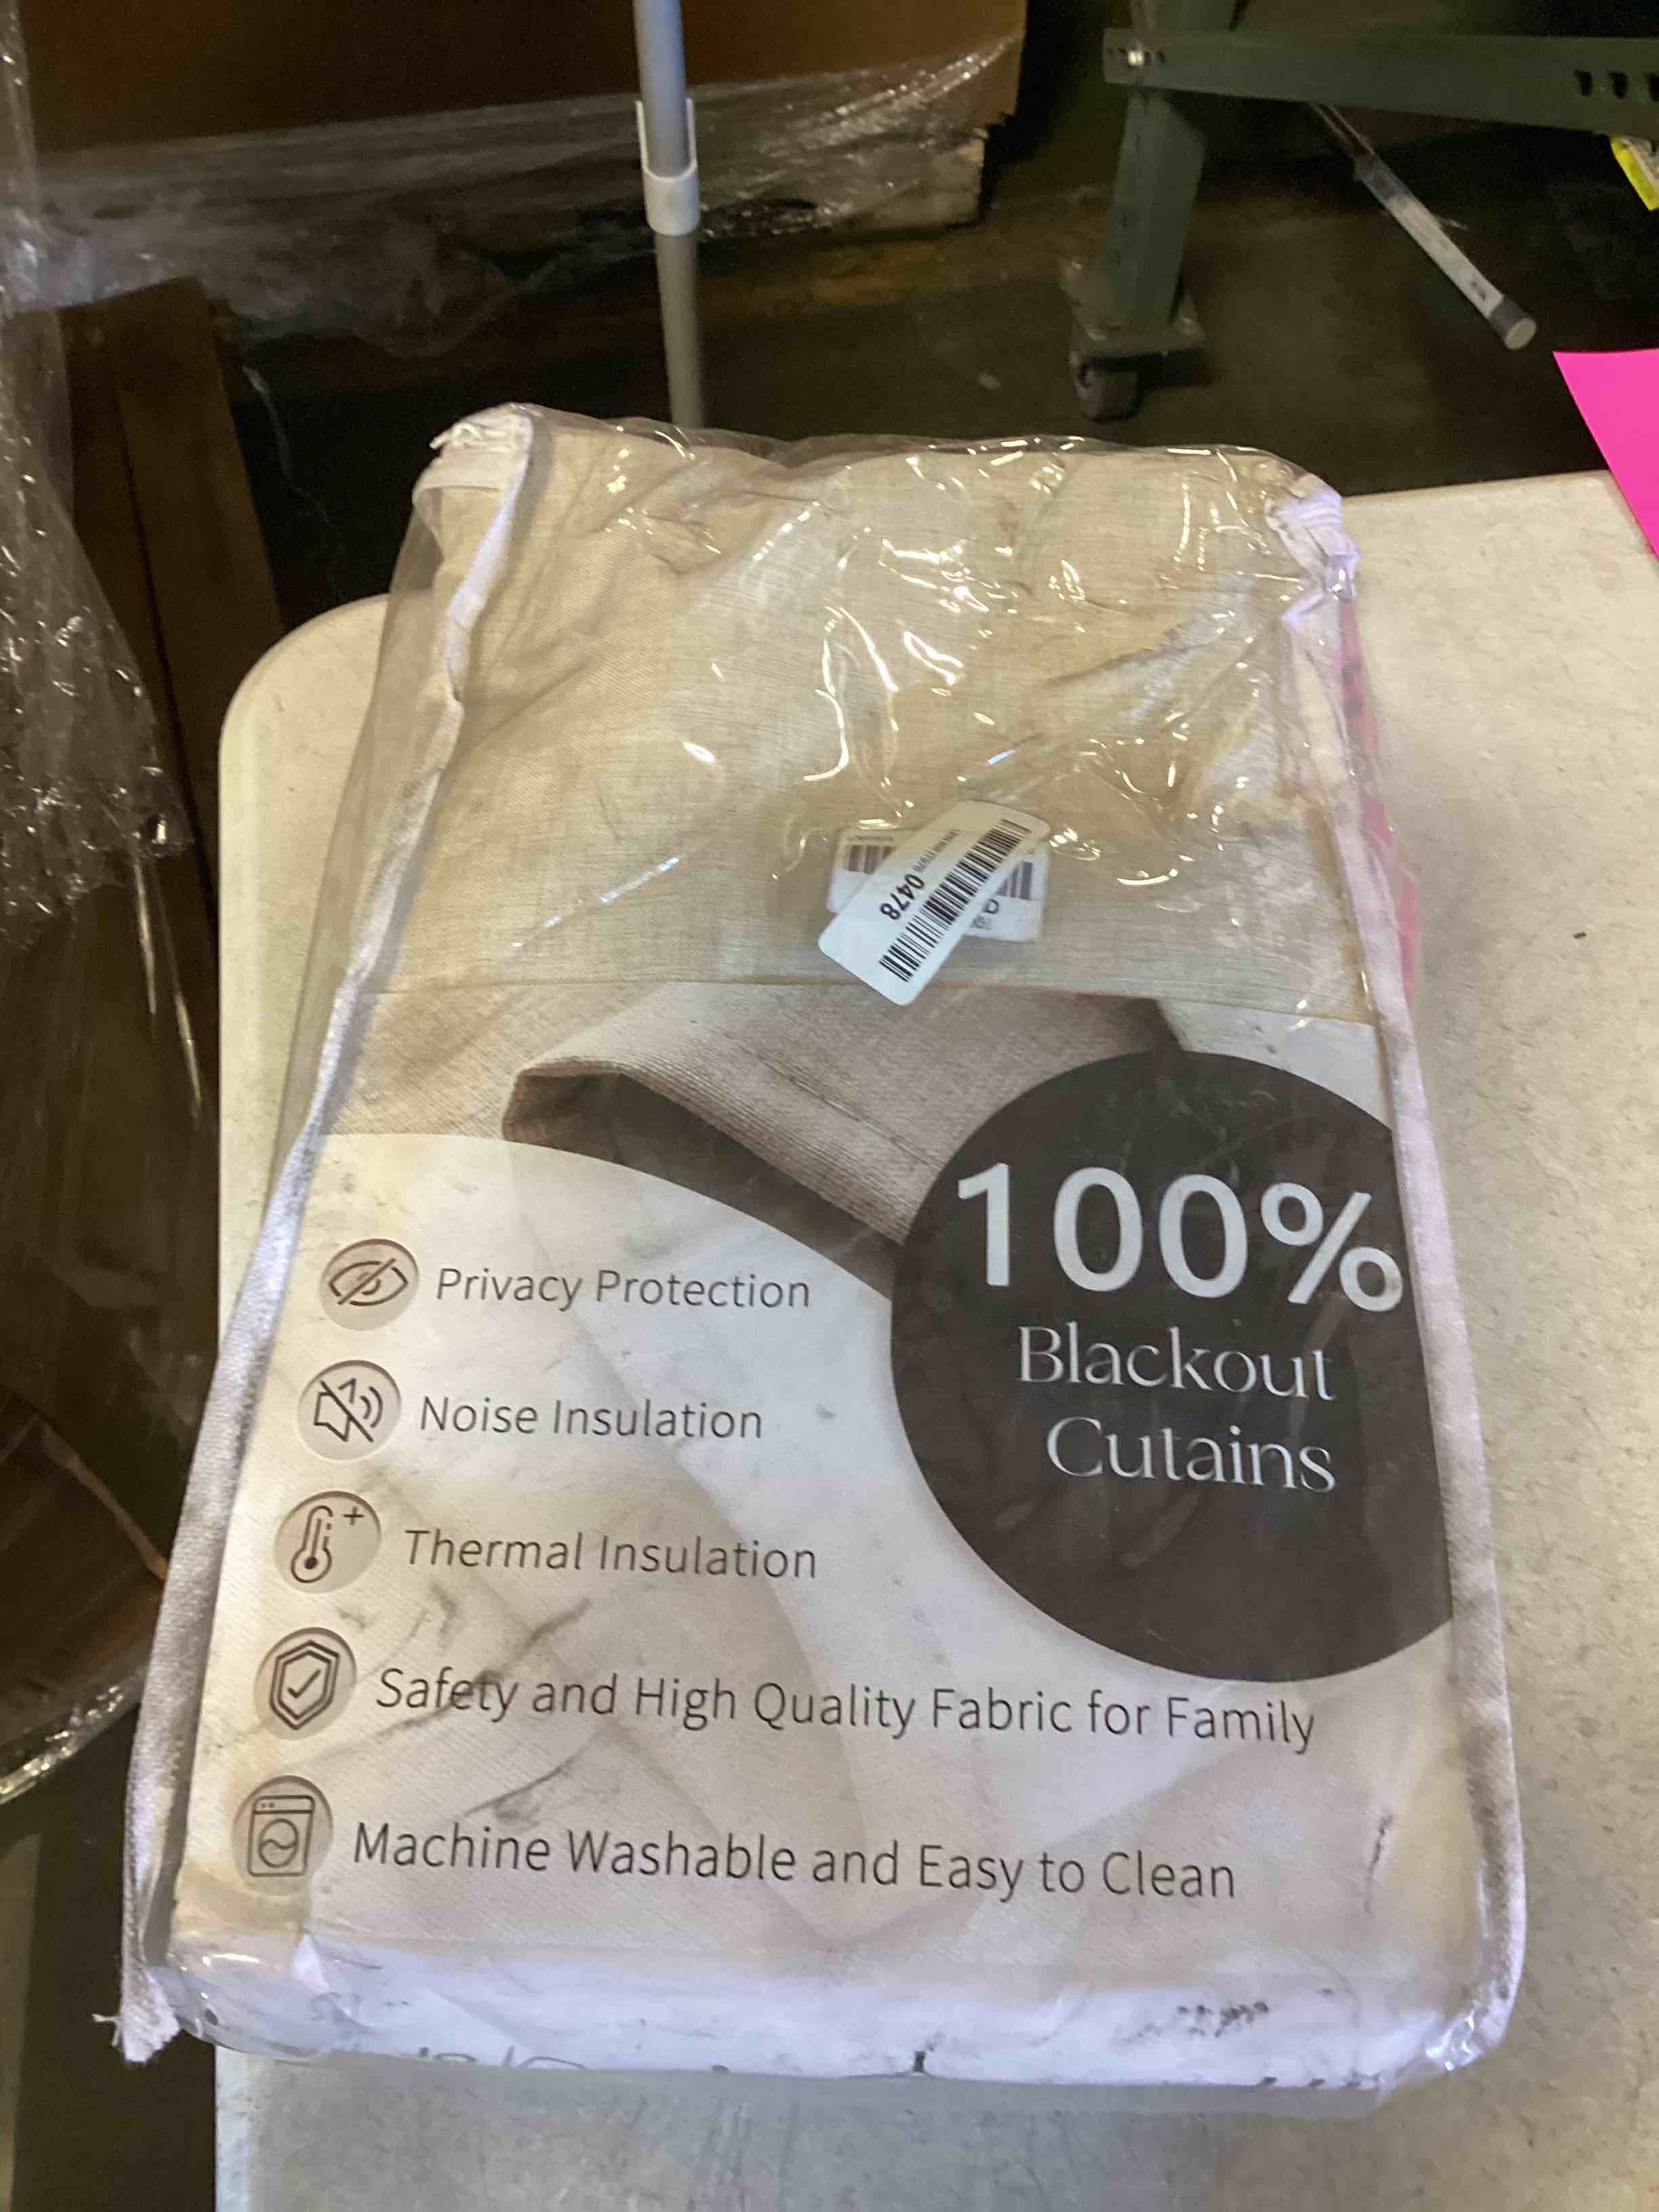 0478
100%
Blackout
Cutains
Privacy Protection
Noise Insulation
Thermal Insulation
Safety and High Quality Fabric for Family
Machine Washable and Easy to Clean